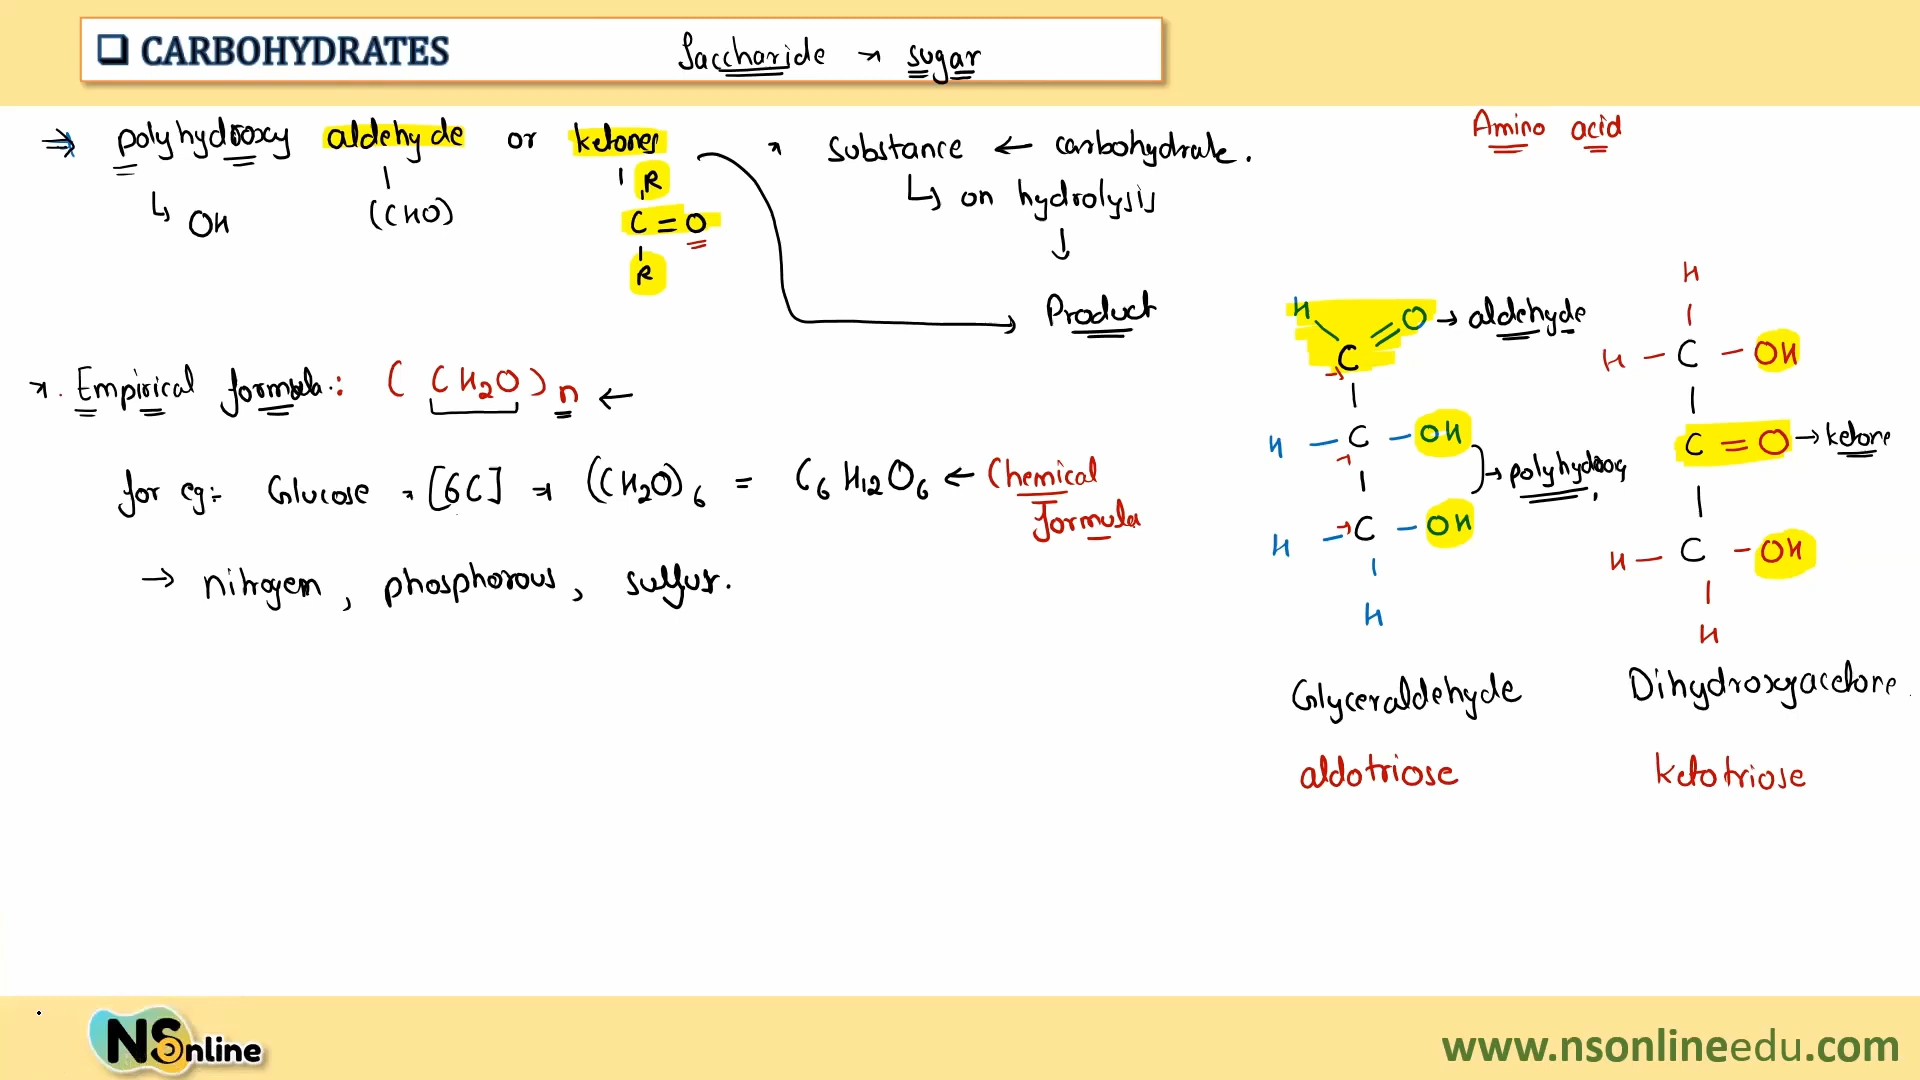 ❑ CARBOHYDRATES
Saccharide → sugar
Amino acid
⇒ polyhydroxy aldehyde or ketones
↳ OH
(CHO)
R
C = O
R
* substance ← carbohydrate.
↳ on hydrolysis
↓
Product
*. Empirical formula: (CH2O)n ←
for eg:- Glucose → [6C] → (CH2O)6 = C6H12O6 ← Chemical formula
→ nitrogen, phosphorous, sulfur.
H O → aldehyde
C
H - C - OH
→ polyhydroxy
H - C - OH
H
Glyceraldehyde
aldotriose
H
H - C - OH
C = O → ketone
H - C - OH
H
Dihydroxyacetone
ketotriose
NS Online
www.nsonlineedu.com